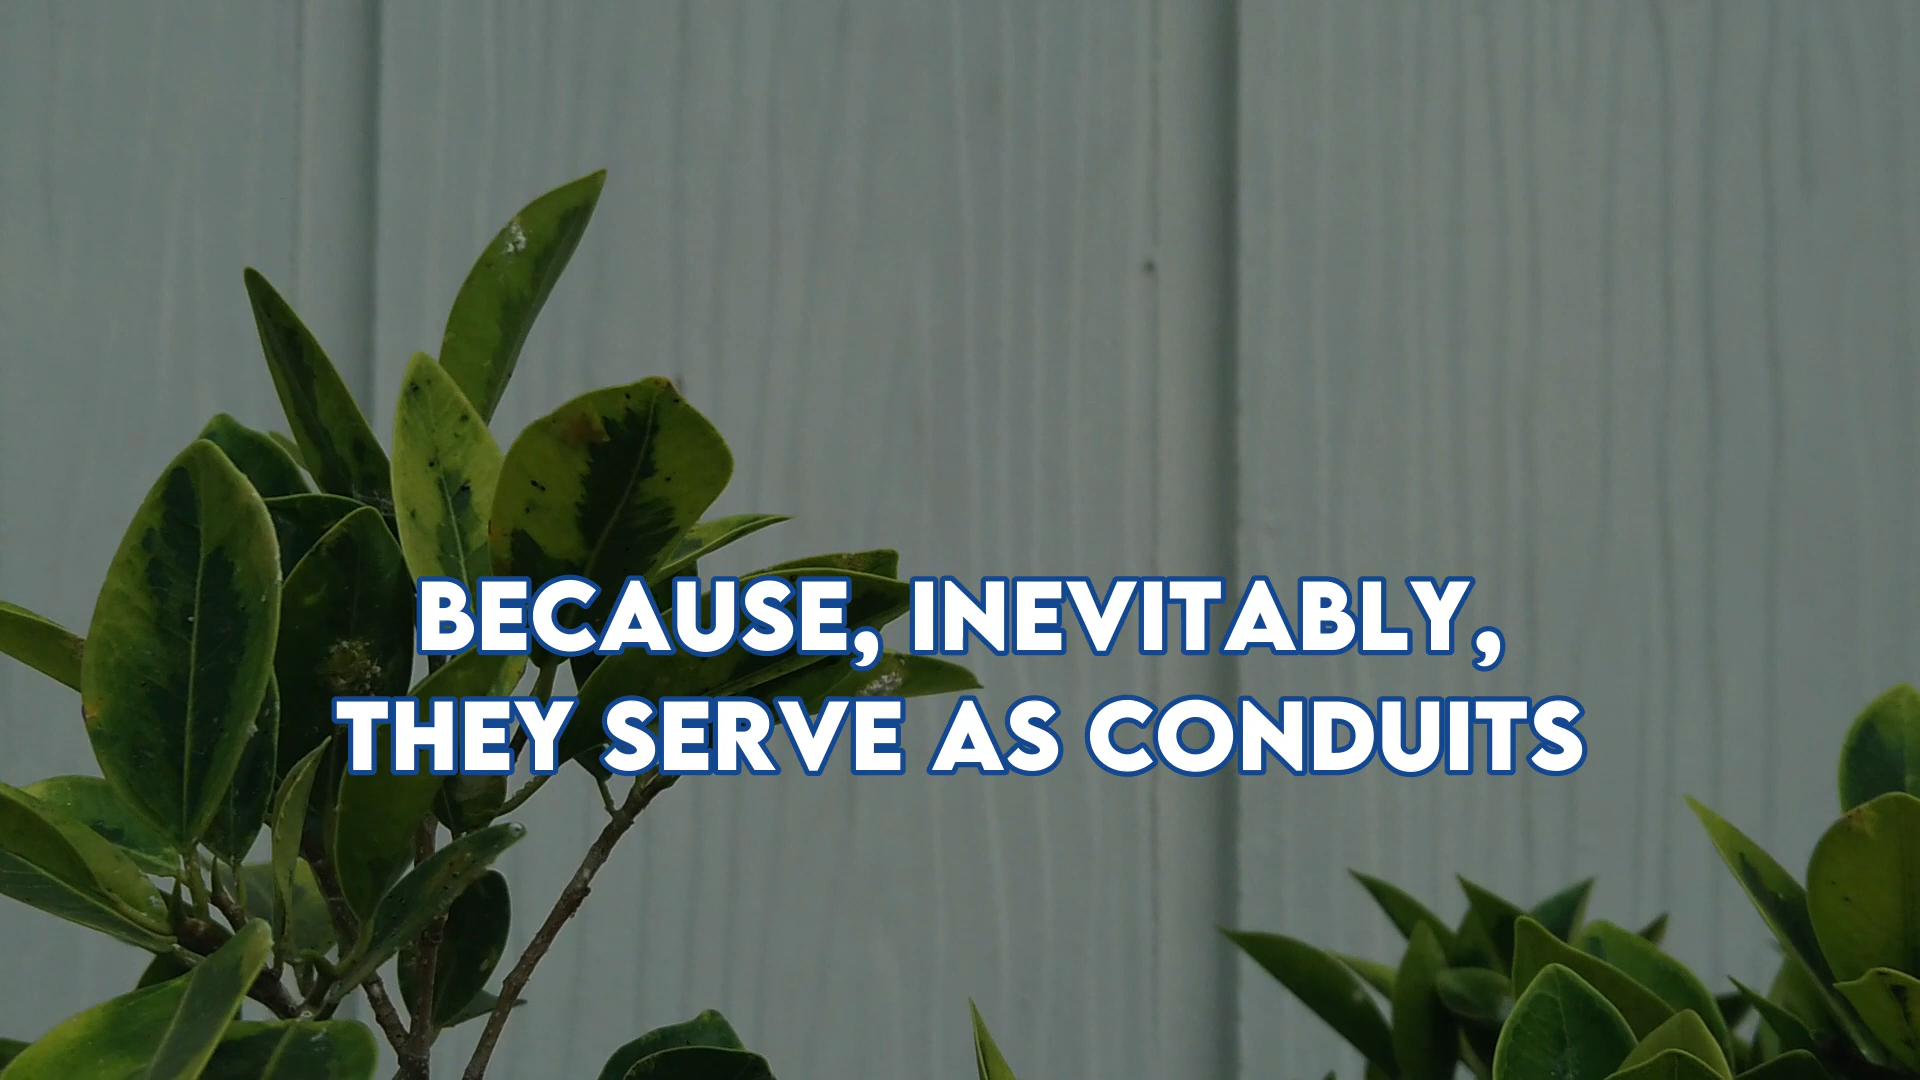 BECAUSE, INEVITABLY,
THEY SERVE AS CONDUITS